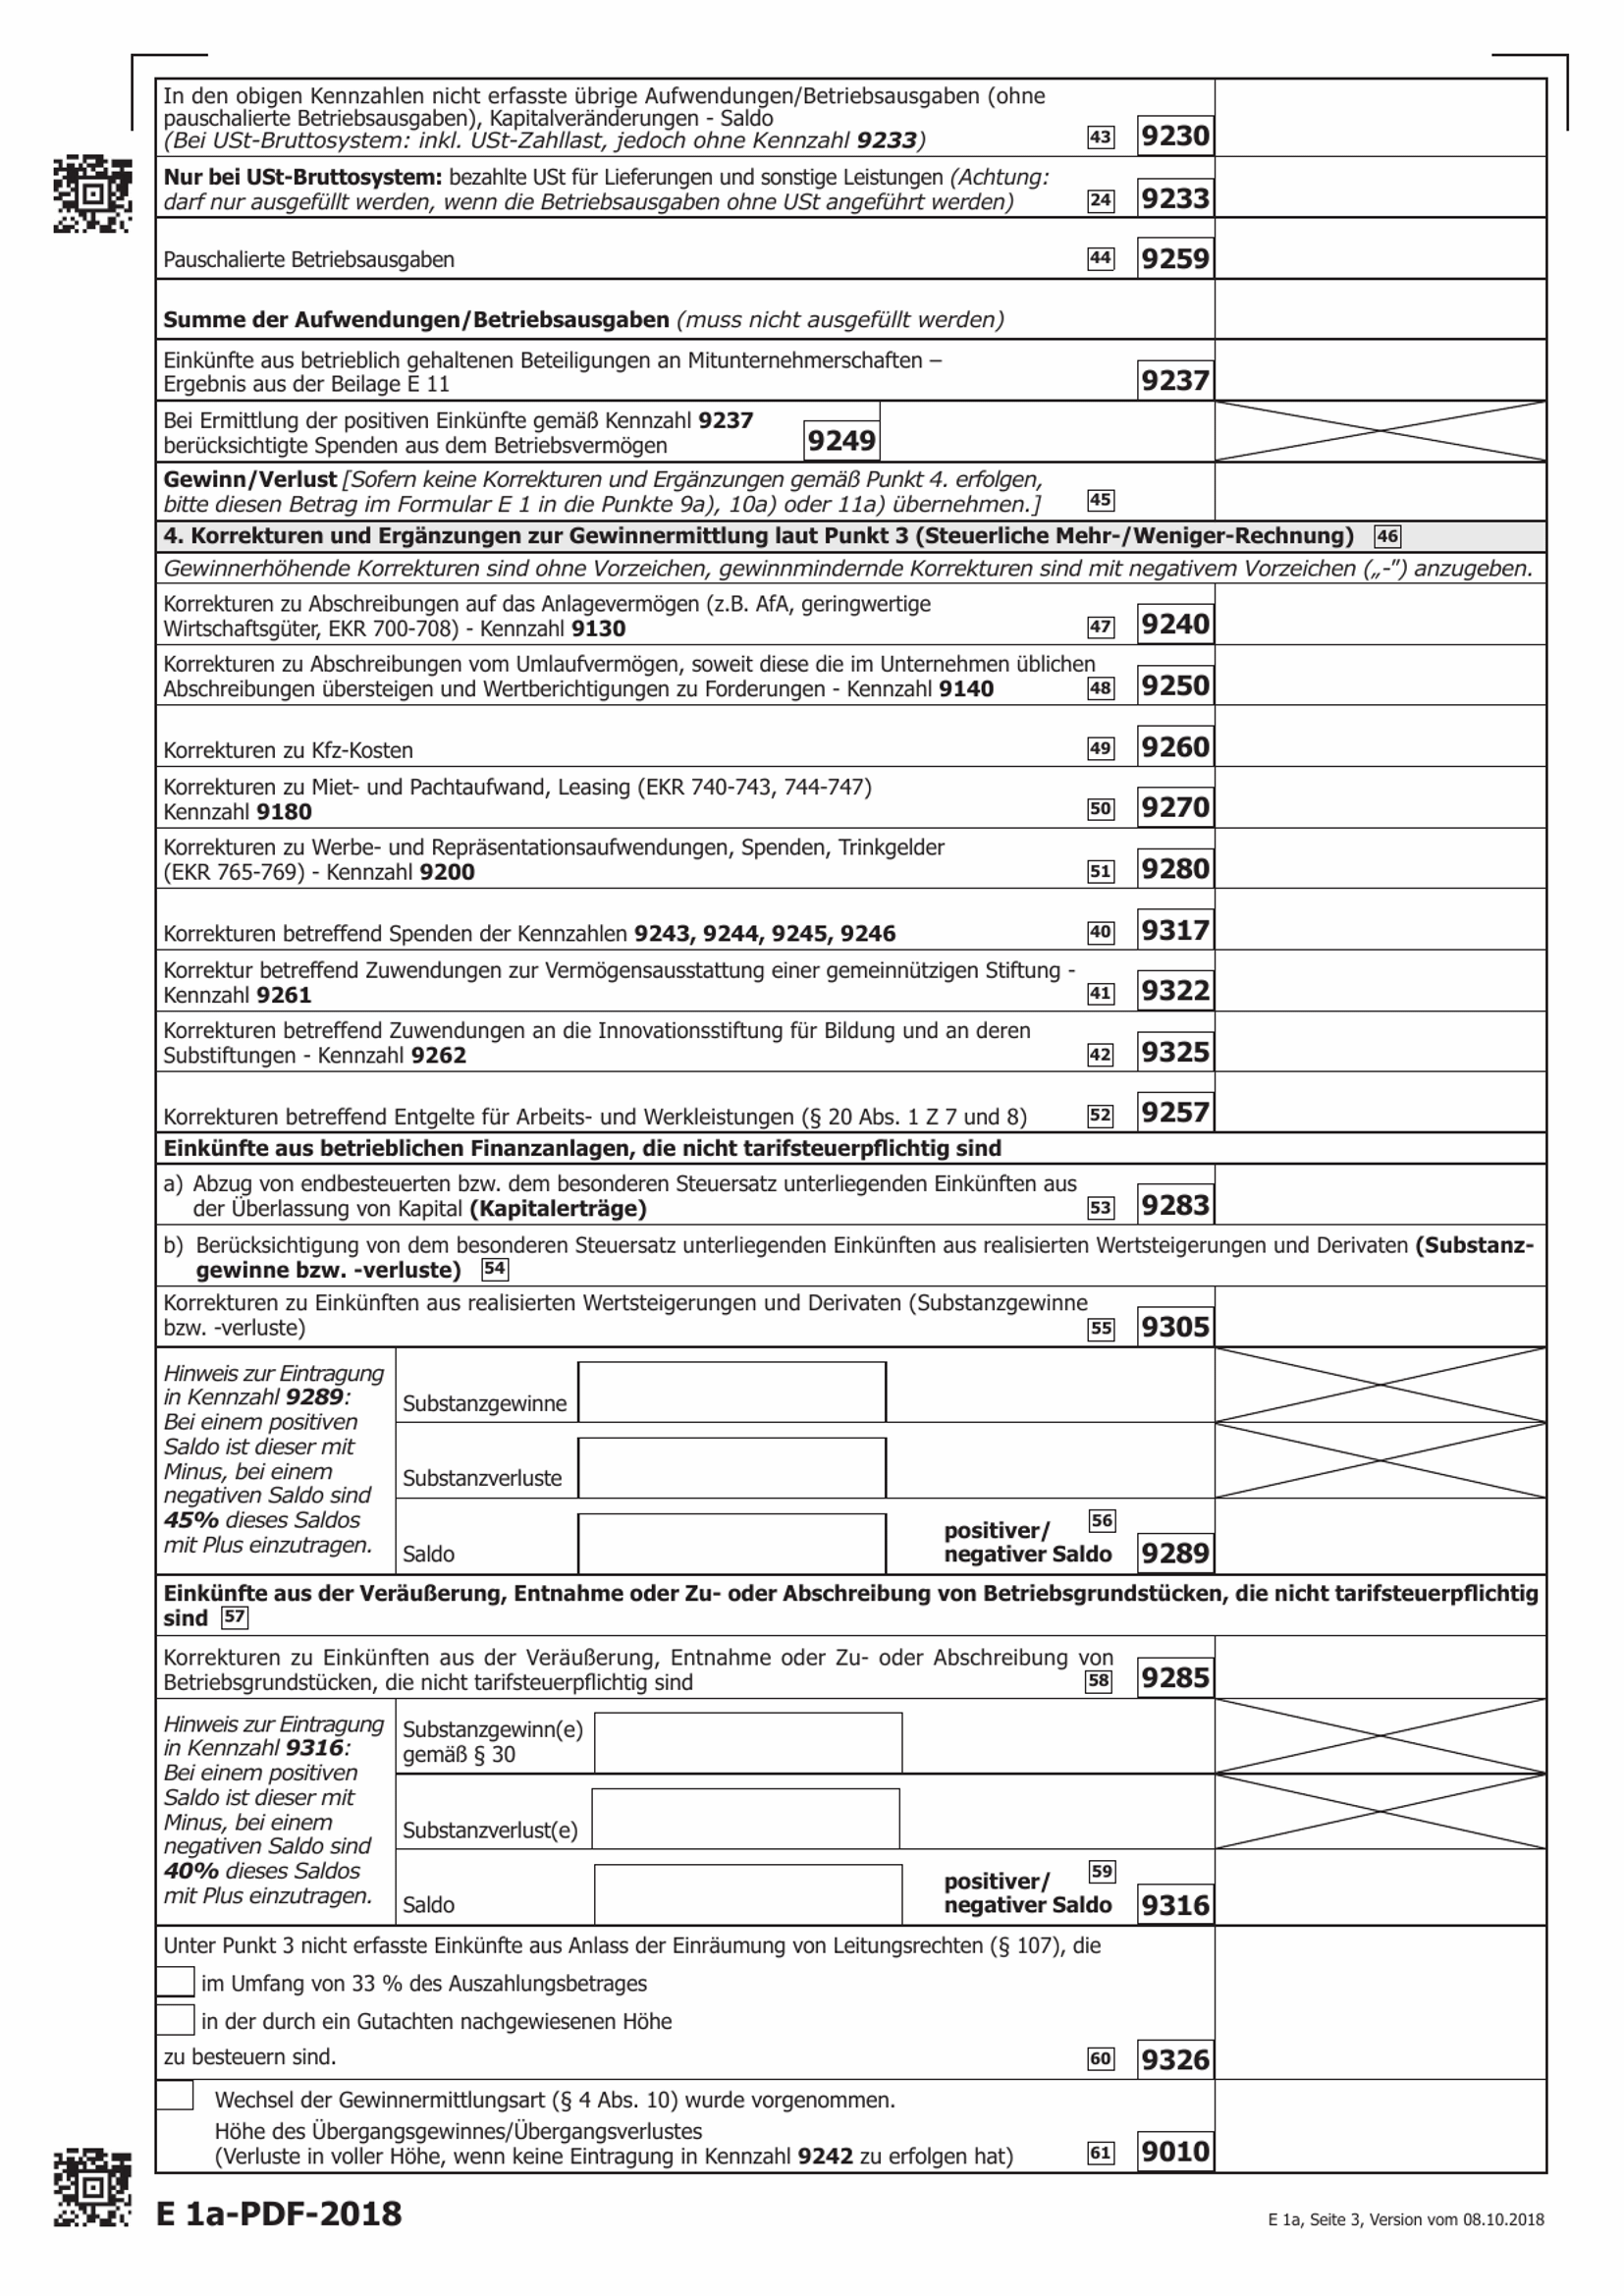 In den obigen Kennzahlen nicht erfasste übrige Aufwendungen/Betriebsausgaben (ohne
pauschalierte Betriebsausgaben), Kapitalveränderungen - Saldo
(Bei USt-Bruttosystem: inkl. USt-Zahllast, jedoch ohne Kennzahl 9233) 43 9230
Nur bei USt-Bruttosystem: bezahlte USt für Lieferungen und sonstige Leistungen (Achtung:
darf nur ausgefüllt werden, wenn die Betriebsausgaben ohne USt angeführt werden) 24 9233
Pauschalierte Betriebsausgaben 44 9259
Summe der Aufwendungen/Betriebsausgaben (muss nicht ausgefüllt werden)
Einkünfte aus betrieblich gehaltenen Beteiligungen an Mitunternehmerschaften –
Ergebnis aus der Beilage E 11 9237
Bei Ermittlung der positiven Einkünfte gemäß Kennzahl 9237
berücksichtigte Spenden aus dem Betriebsvermögen 9249
Gewinn/Verlust [Sofern keine Korrekturen und Ergänzungen gemäß Punkt 4. erfolgen,
bitte diesen Betrag im Formular E 1 in die Punkte 9a), 10a) oder 11a) übernehmen.] 45
4. Korrekturen und Ergänzungen zur Gewinnermittlung laut Punkt 3 (Steuerliche Mehr-/Weniger-Rechnung) 46
Gewinnerhöhende Korrekturen sind ohne Vorzeichen, gewinnmindernde Korrekturen sind mit negativem Vorzeichen („-”) anzugeben.
Korrekturen zu Abschreibungen auf das Anlagevermögen (z.B. AfA, geringwertige
Wirtschaftsgüter, EKR 700-708) - Kennzahl 9130 47 9240
Korrekturen zu Abschreibungen vom Umlaufvermögen, soweit diese die im Unternehmen üblichen
Abschreibungen übersteigen und Wertberichtigungen zu Forderungen - Kennzahl 9140 48 9250
Korrekturen zu Kfz-Kosten 49 9260
Korrekturen zu Miet- und Pachtaufwand, Leasing (EKR 740-743, 744-747)
Kennzahl 9180 50 9270
Korrekturen zu Werbe- und Repräsentationsaufwendungen, Spenden, Trinkgelder
(EKR 765-769) - Kennzahl 9200 51 9280
Korrekturen betreffend Spenden der Kennzahlen 9243, 9244, 9245, 9246 40 9317
Korrektur betreffend Zuwendungen zur Vermögensausstattung einer gemeinnützigen Stiftung -
Kennzahl 9261 41 9322
Korrekturen betreffend Zuwendungen an die Innovationsstiftung für Bildung und an deren
Substiftungen - Kennzahl 9262 42 9325
Korrekturen betreffend Entgelte für Arbeits- und Werkleistungen (§ 20 Abs. 1 Z 7 und 8) 52 9257
Einkünfte aus betrieblichen Finanzanlagen, die nicht tarifsteuerpflichtig sind
a) Abzug von endbesteuerten bzw. dem besonderen Steuersatz unterliegenden Einkünften aus
der Überlassung von Kapital (Kapitalerträge) 53 9283
b) Berücksichtigung von dem besonderen Steuersatz unterliegenden Einkünften aus realisierten Wertsteigerungen und Derivaten (Substanz-
gewinne bzw. -verluste) 54
Korrekturen zu Einkünften aus realisierten Wertsteigerungen und Derivaten (Substanzgewinne
bzw. -verluste) 55 9305
Hinweis zur Eintragung
in Kennzahl 9289:
Bei einem positiven
Saldo ist dieser mit
Minus, bei einem
negativen Saldo sind
45% dieses Saldos
mit Plus einzutragen.
Substanzgewinne
Substanzverluste
Saldo
positiver/ 56
negativer Saldo 9289
Einkünfte aus der Veräußerung, Entnahme oder Zu- oder Abschreibung von Betriebsgrundstücken, die nicht tarifsteuerpflichtig
sind 57
Korrekturen zu Einkünften aus der Veräußerung, Entnahme oder Zu- oder Abschreibung von
Betriebsgrundstücken, die nicht tarifsteuerpflichtig sind 58 9285
Hinweis zur Eintragung
in Kennzahl 9316:
Bei einem positiven
Saldo ist dieser mit
Minus, bei einem
negativen Saldo sind
40% dieses Saldos
mit Plus einzutragen.
Substanzgewinn(e)
gemäß § 30
Substanzverlust(e)
Saldo
positiver/ 59
negativer Saldo 9316
Unter Punkt 3 nicht erfasste Einkünfte aus Anlass der Einräumung von Leitungsrechten (§ 107), die
im Umfang von 33 % des Auszahlungsbetrages
in der durch ein Gutachten nachgewiesenen Höhe
zu besteuern sind. 60 9326
Wechsel der Gewinnermittlungsart (§ 4 Abs. 10) wurde vorgenommen.
Höhe des Übergangsgewinnes/Übergangsverlustes
(Verluste in voller Höhe, wenn keine Eintragung in Kennzahl 9242 zu erfolgen hat) 61 9010
E 1a-PDF-2018
E 1a, Seite 3, Version vom 08.10.2018